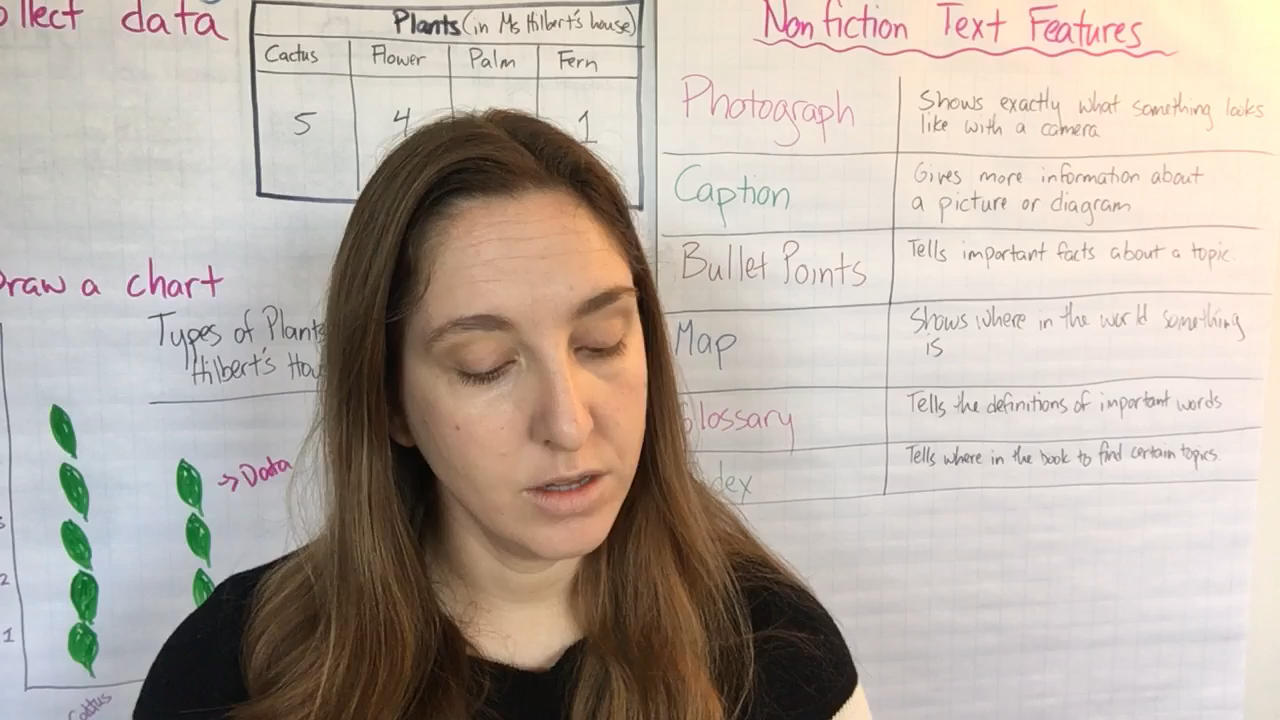 ollect data
Plants (in Ms Hilbert's house)
Cactus Flower Palm Fern
5 4 1
Draw a chart
Types of Plants
Hilbert's Hou
→ Data
2
1
Cactus
Nonfiction Text Features
Photograph
Shows exactly what something looks
like with a camera
Caption
Gives more information about
a picture or diagram
Bullet Points
Tells important facts about a topic.
Map
Shows where in the world something
is
Glossary
Tells the definitions of important words
dex
Tells where in the book to find certain topics.